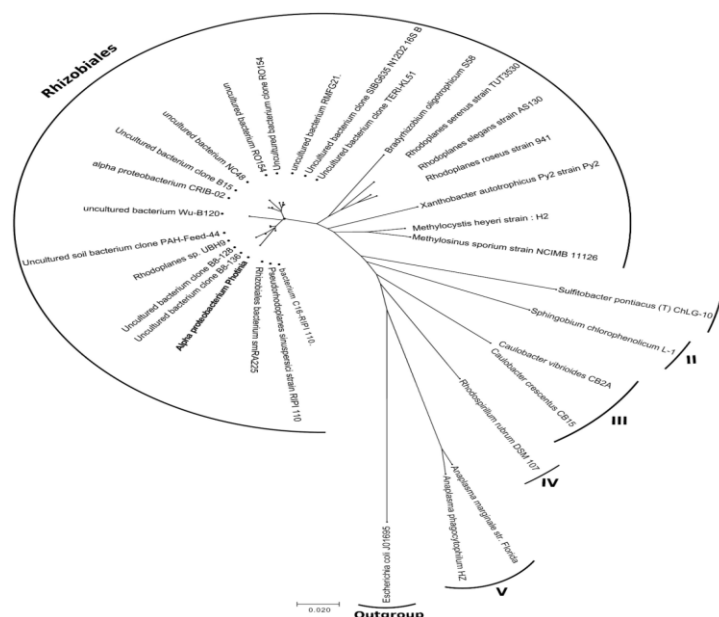 Rhizobiales
Uncultured bacterium clone RO154
uncultured bacterium RO154
uncultured bacterium NC48
Uncultured bacterium clone B15
alpha proteobacterium CRIB-02
uncultured bacterium Wu-B120
Uncultured soil bacterium clone PAH-Feed-44
Rhodoplanes sp. UBH9
Uncultured bacterium clone B8-128
Uncultured bacterium clone B8-136
Alpha proteobacterium Photinia
Rhizobiales bacterium smRA225
Pseudorhodoplanes sinuspersici strain RIPI 110
bacterium C16-RIPI 110.
uncultured bacterium RMFG21.
Uncultured bacterium clone SIBG635 N12D2 16S B
Uncultured bacterium clone TERI-KL51
Bradyrhizobium oligotrophicum S58
Rhodoplanes serenus strain TUT3530
Rhodoplanes elegans strain AS130
Rhodoplanes roseus strain 941
Xanthobacter autotrophicus Py2 strain Py2
Methylocystis heyeri strain : H2
Methylosinus sporium strain NCIMB 11126
Sulfitobacter pontiacus (T) ChLG-10
I
Sphingobium chlorophenolicum L-1
II
Caulobacter vibrioides CB2A
Caulobacter crescentus CB15
III
Rhodospirillum rubrum DSM 107
IV
Anaplasma marginale str. Florida
Anaplasma phagocytophilum HZ
V
Escherichia coli J01695
Outgroup
0.020